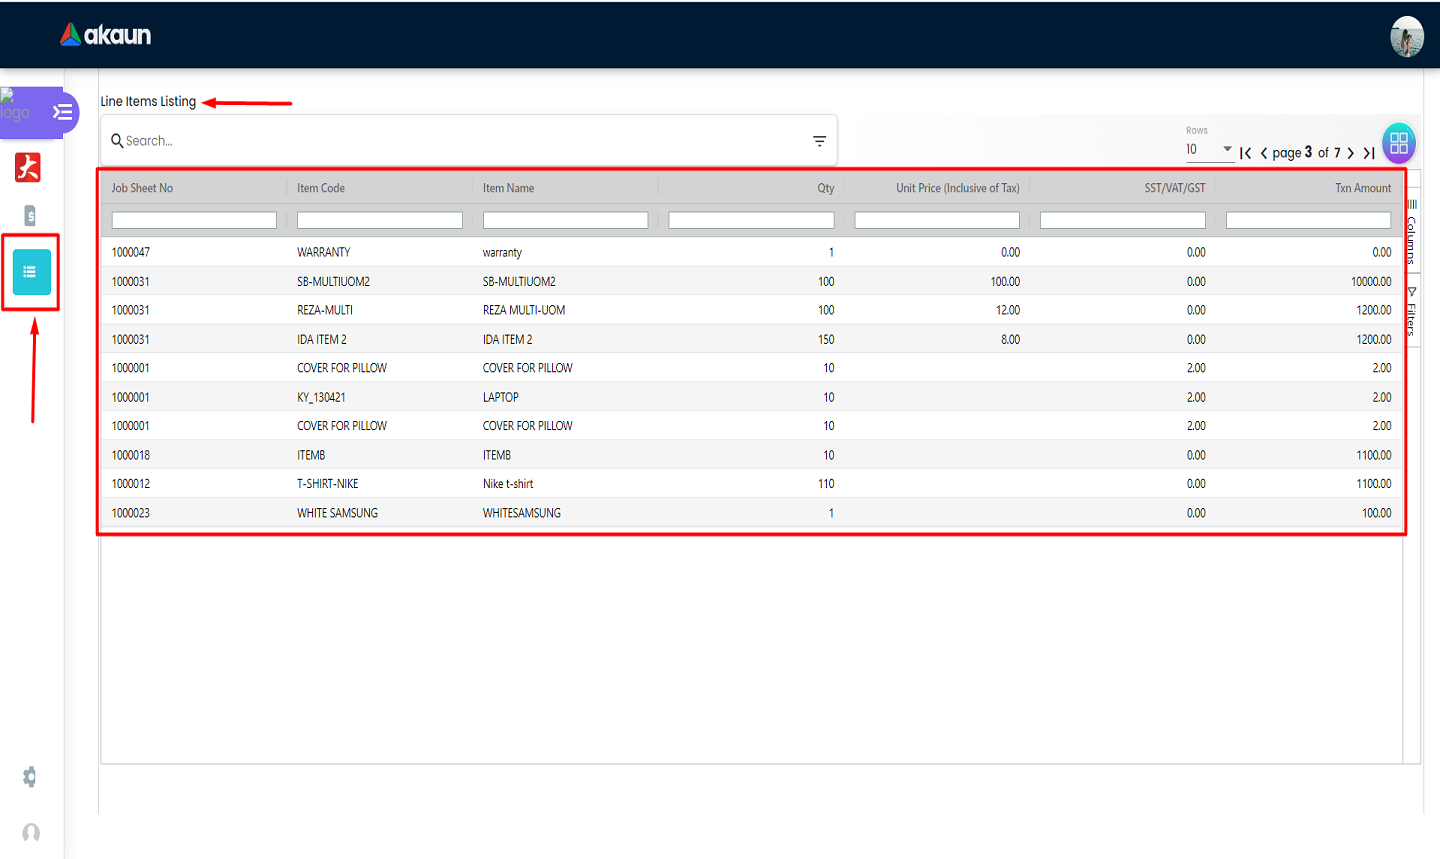 akaun
logo
Line Items Listing
Search...
Rows
10
page 3 of 7
Job Sheet No Item Code Item Name Qty Unit Price (Inclusive of Tax) SST/VAT/GST Txn Amount
1000047 WARRANTY warranty 1 0.00 0.00 0.00
1000031 SB-MULTIUOM2 SB-MULTIUOM2 100 100.00 0.00 10000.00
1000031 REZA-MULTI REZA MULTI-UOM 100 12.00 0.00 1200.00
1000031 IDA ITEM 2 IDA ITEM 2 150 8.00 0.00 1200.00
1000001 COVER FOR PILLOW COVER FOR PILLOW 10 2.00 2.00
1000001 KY_130421 LAPTOP 10 2.00 2.00
1000001 COVER FOR PILLOW COVER FOR PILLOW 10 2.00 2.00
1000018 ITEMB ITEMB 10 0.00 1100.00
1000012 T-SHIRT-NIKE Nike t-shirt 110 0.00 1100.00
1000023 WHITE SAMSUNG WHITESAMSUNG 1 0.00 100.00
Columns
Filters